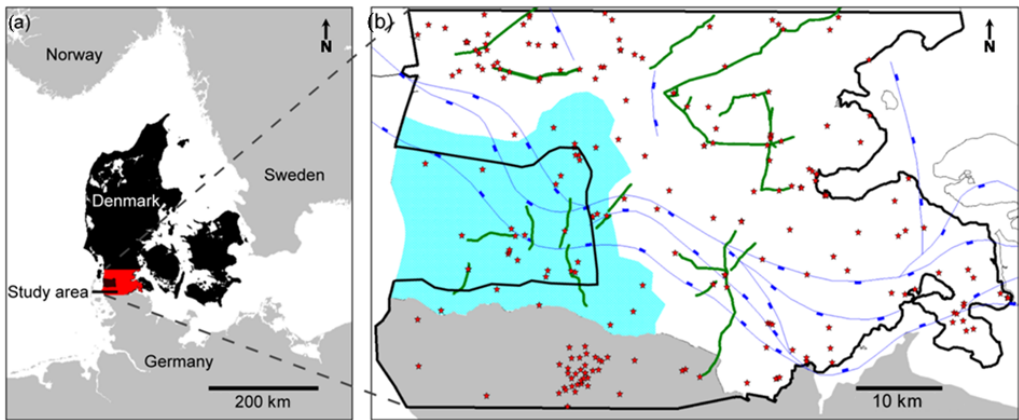 (a)
N
Norway
Sweden
Denmark
Study area
Germany
200 km
(b)
N
10 km